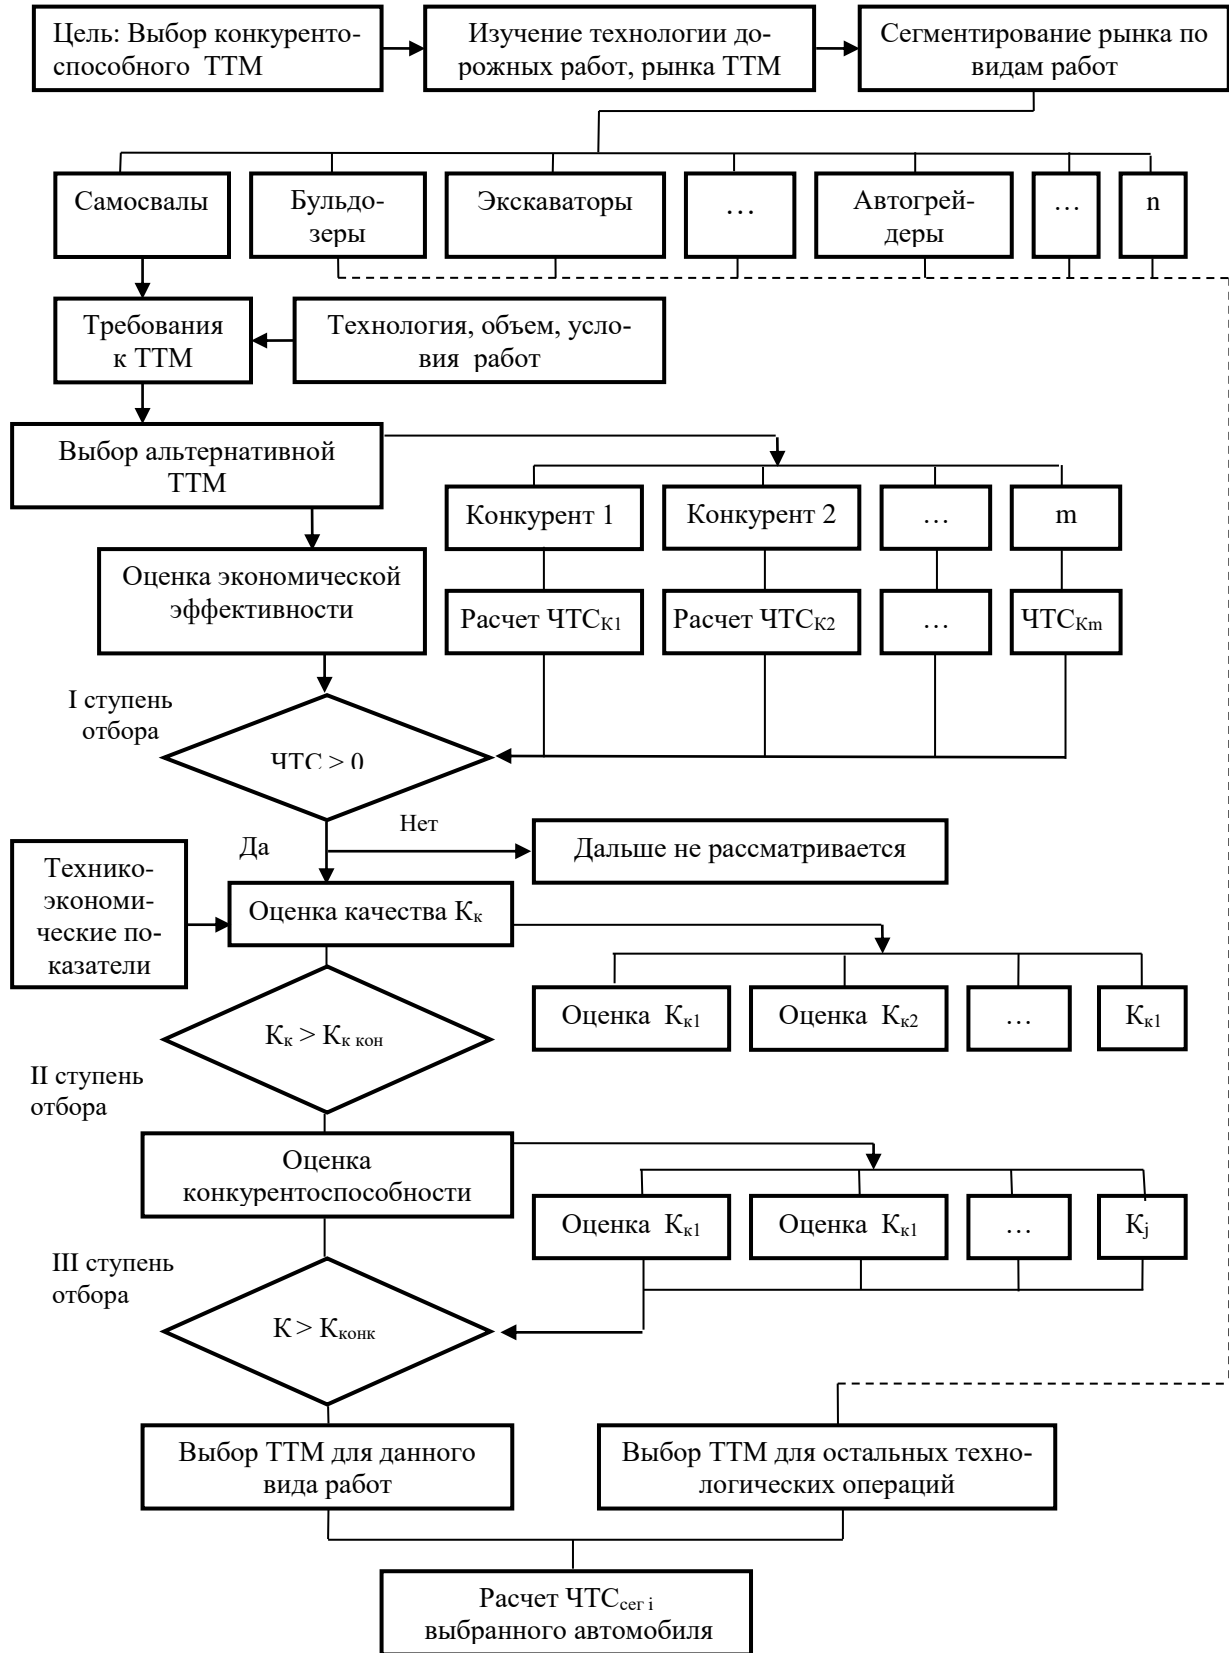 Цель: Выбор конкуренто-
способного ТТМ
Изучение технологии до-
рожных работ, рынка ТТМ
Сегментирование рынка по
видам работ
Самосвалы
Бульдо-
зеры
Экскаваторы
…
Автогрей-
деры
…
n
Требования
к ТТМ
Технология, объем, усло-
вия работ
Выбор альтернативной
ТТМ
Конкурент 1
Конкурент 2
…
m
Оценка экономической
эффективности
Расчет ЧТСК1
Расчет ЧТСК2
…
ЧТСКm
I ступень
отбора
ЧТС > 0
Да
Нет
Дальше не рассматривается
Технико-
экономи-
ческие по-
казатели
Оценка качества Кк
Оценка Кк1
Оценка Кк2
…
Кк1
Кк > Кк кон
II ступень
отбора
Оценка
конкурентоспособности
Оценка Кк1
Оценка Кк1
…
Кj
III ступень
отбора
К > Кконк
Выбор ТТМ для данного
вида работ
Выбор ТТМ для остальных техно-
логических операций
Расчет ЧТСсег i
выбранного автомобиля